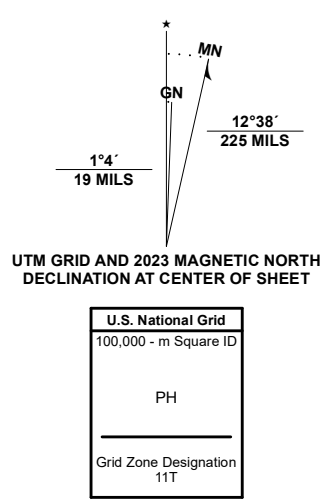 ★
MN
GN
12°38´
225 MILS
1°4´
19 MILS
UTM GRID AND 2023 MAGNETIC NORTH
DECLINATION AT CENTER OF SHEET
U.S. National Grid
100,000 - m Square ID
PH
Grid Zone Designation
11T